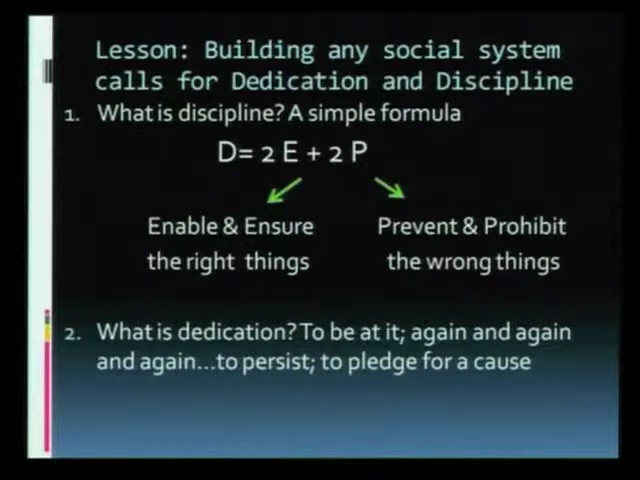 Lesson: Building any social system
calls for Dedication and Discipline
1. What is discipline? A simple formula
D= 2 E + 2 P
Enable & Ensure Prevent & Prohibit
the right things the wrong things
2. What is dedication? To be at it; again and again
and again...to persist; to pledge for a cause